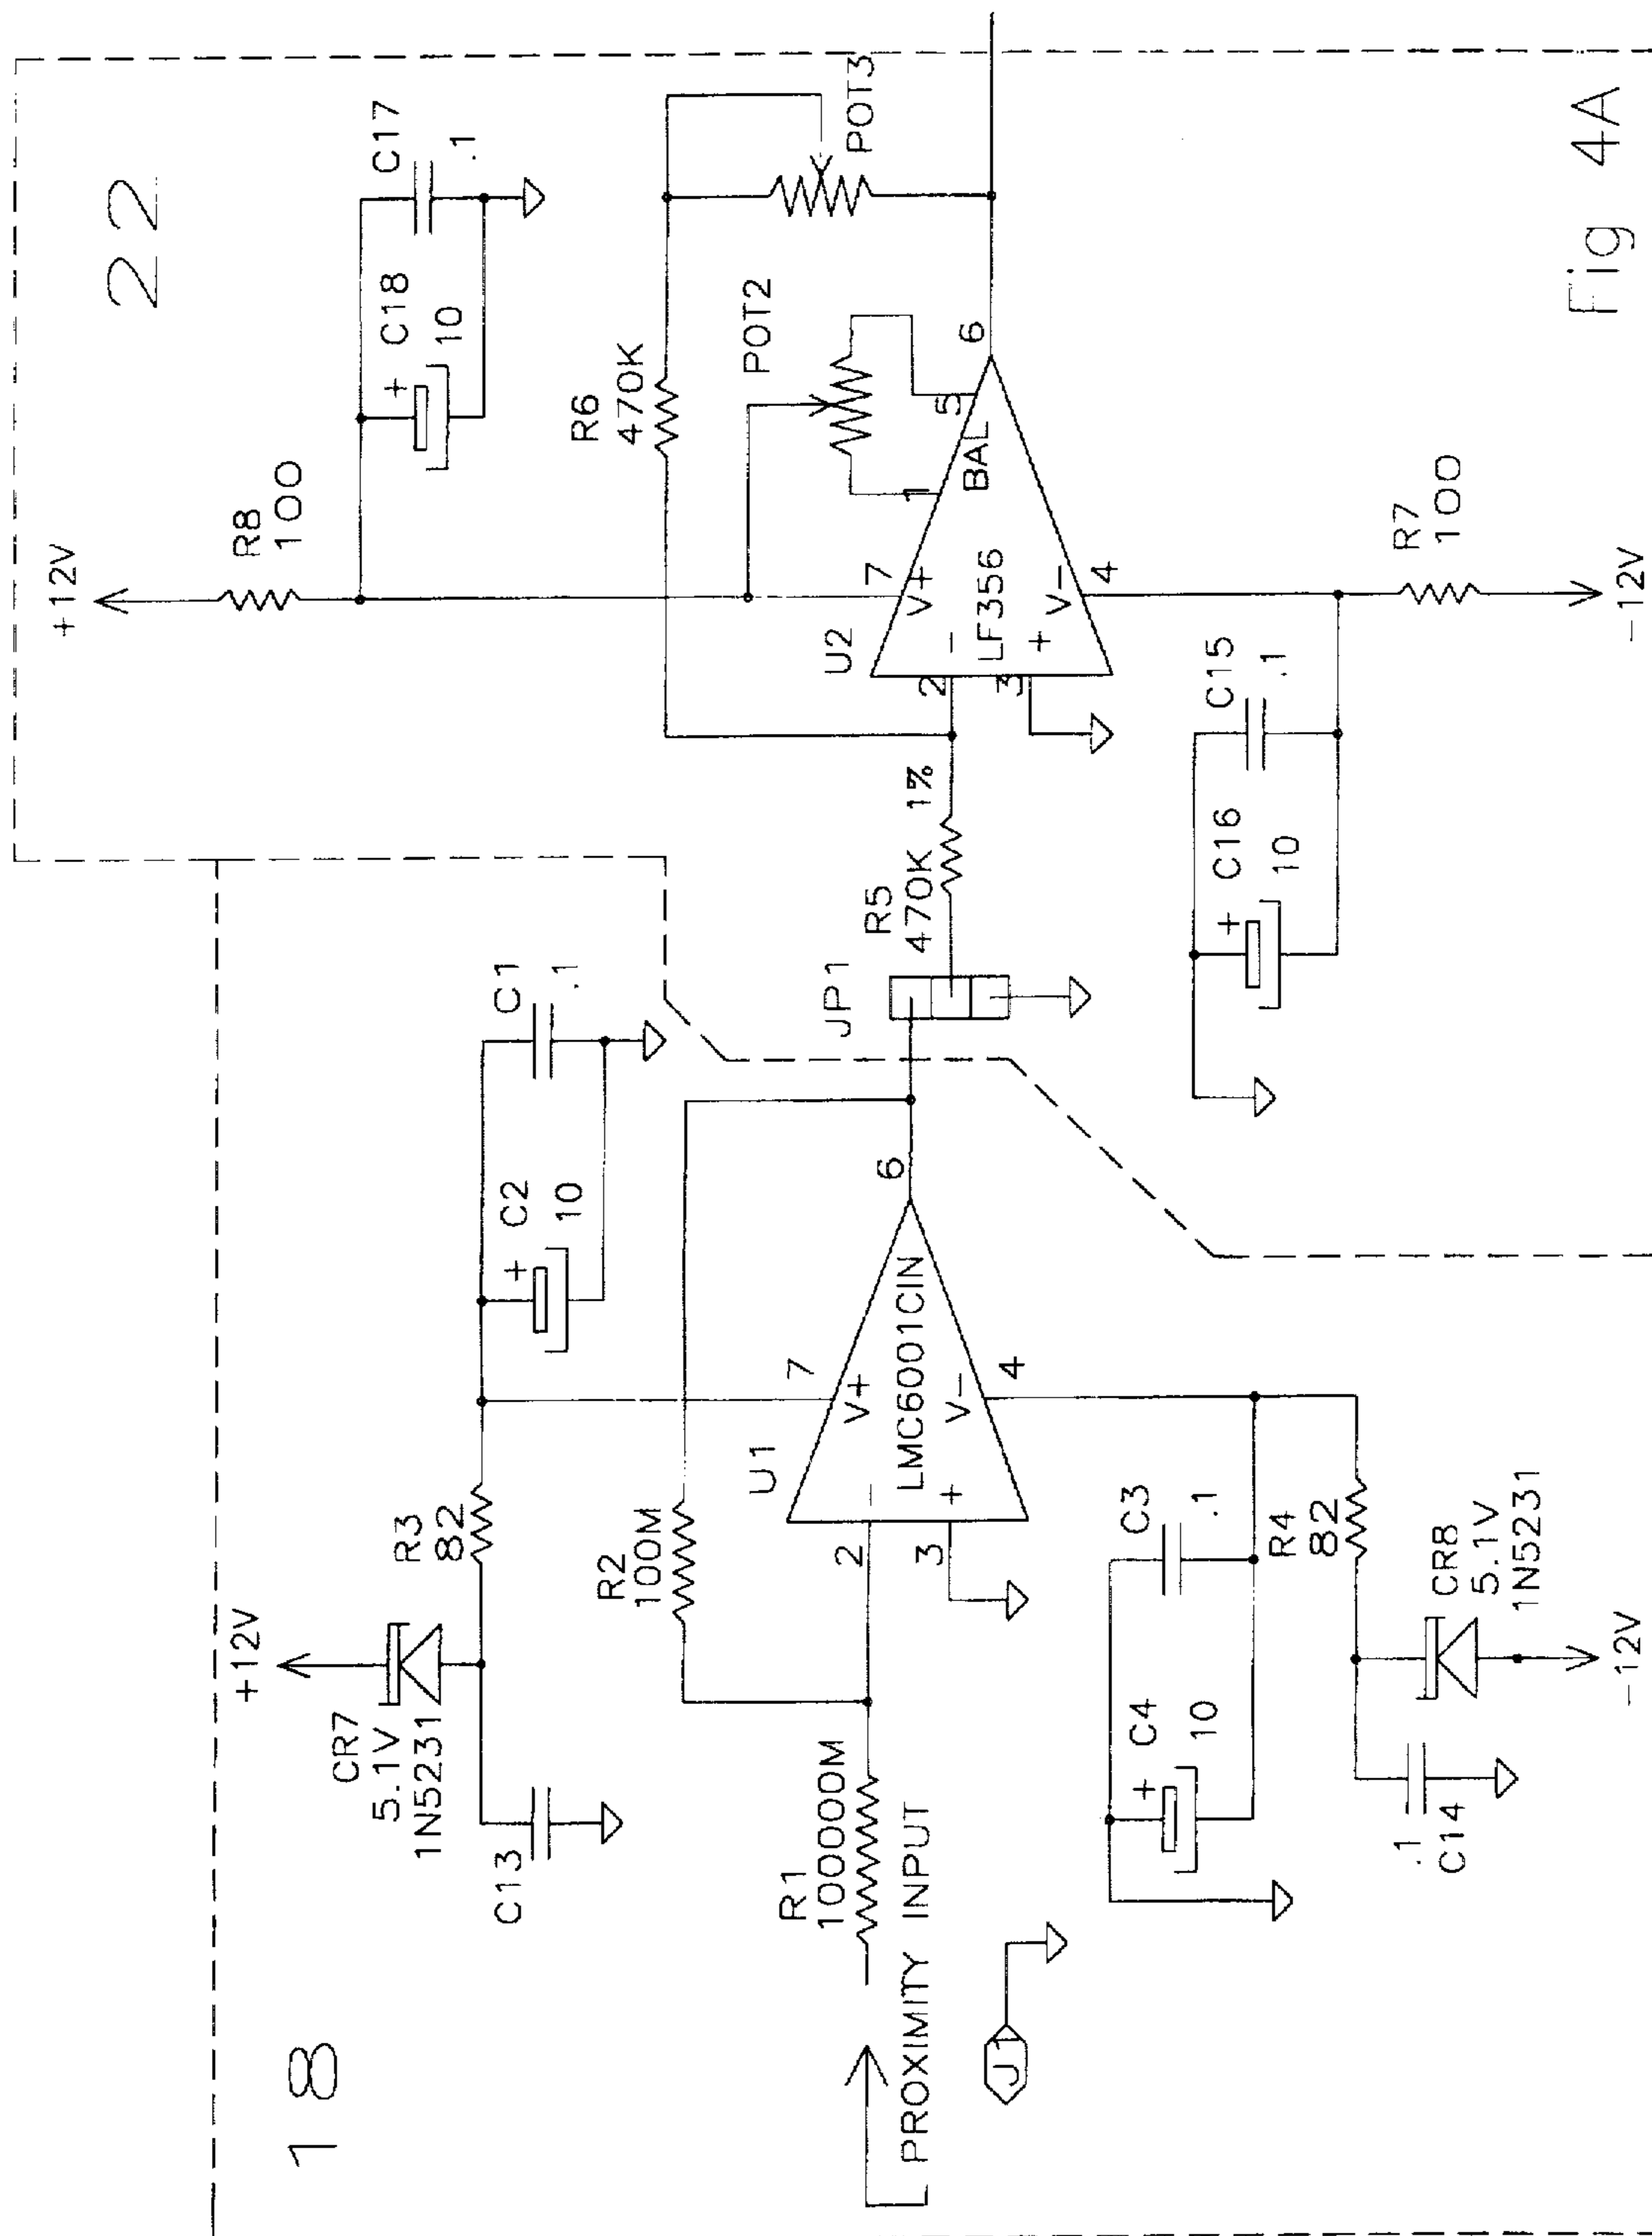 22
+12V
R8
100
C18
+
10
C17
.1
R6
470K
POT2
POT3
U2
7
V+
1
BAL
5
6
2
−
LF356
3
+
V−
4
R5
470K 1%
JP1
C16
+
10
C15
.1
R7
100
−12V
18
+12V
CR7
5.1V
1N5231
R3
82
C13
C2
+
10
C1
.1
R2
100M
U1
7
V+
6
2
−
LMC6001CIN
3
+
V−
4
R1
10000M
PROXIMITY INPUT
J1
C4
+
10
C3
.1
R4
82
CR8
5.1V
1N5231
.1
C14
−12V
Fig 4A